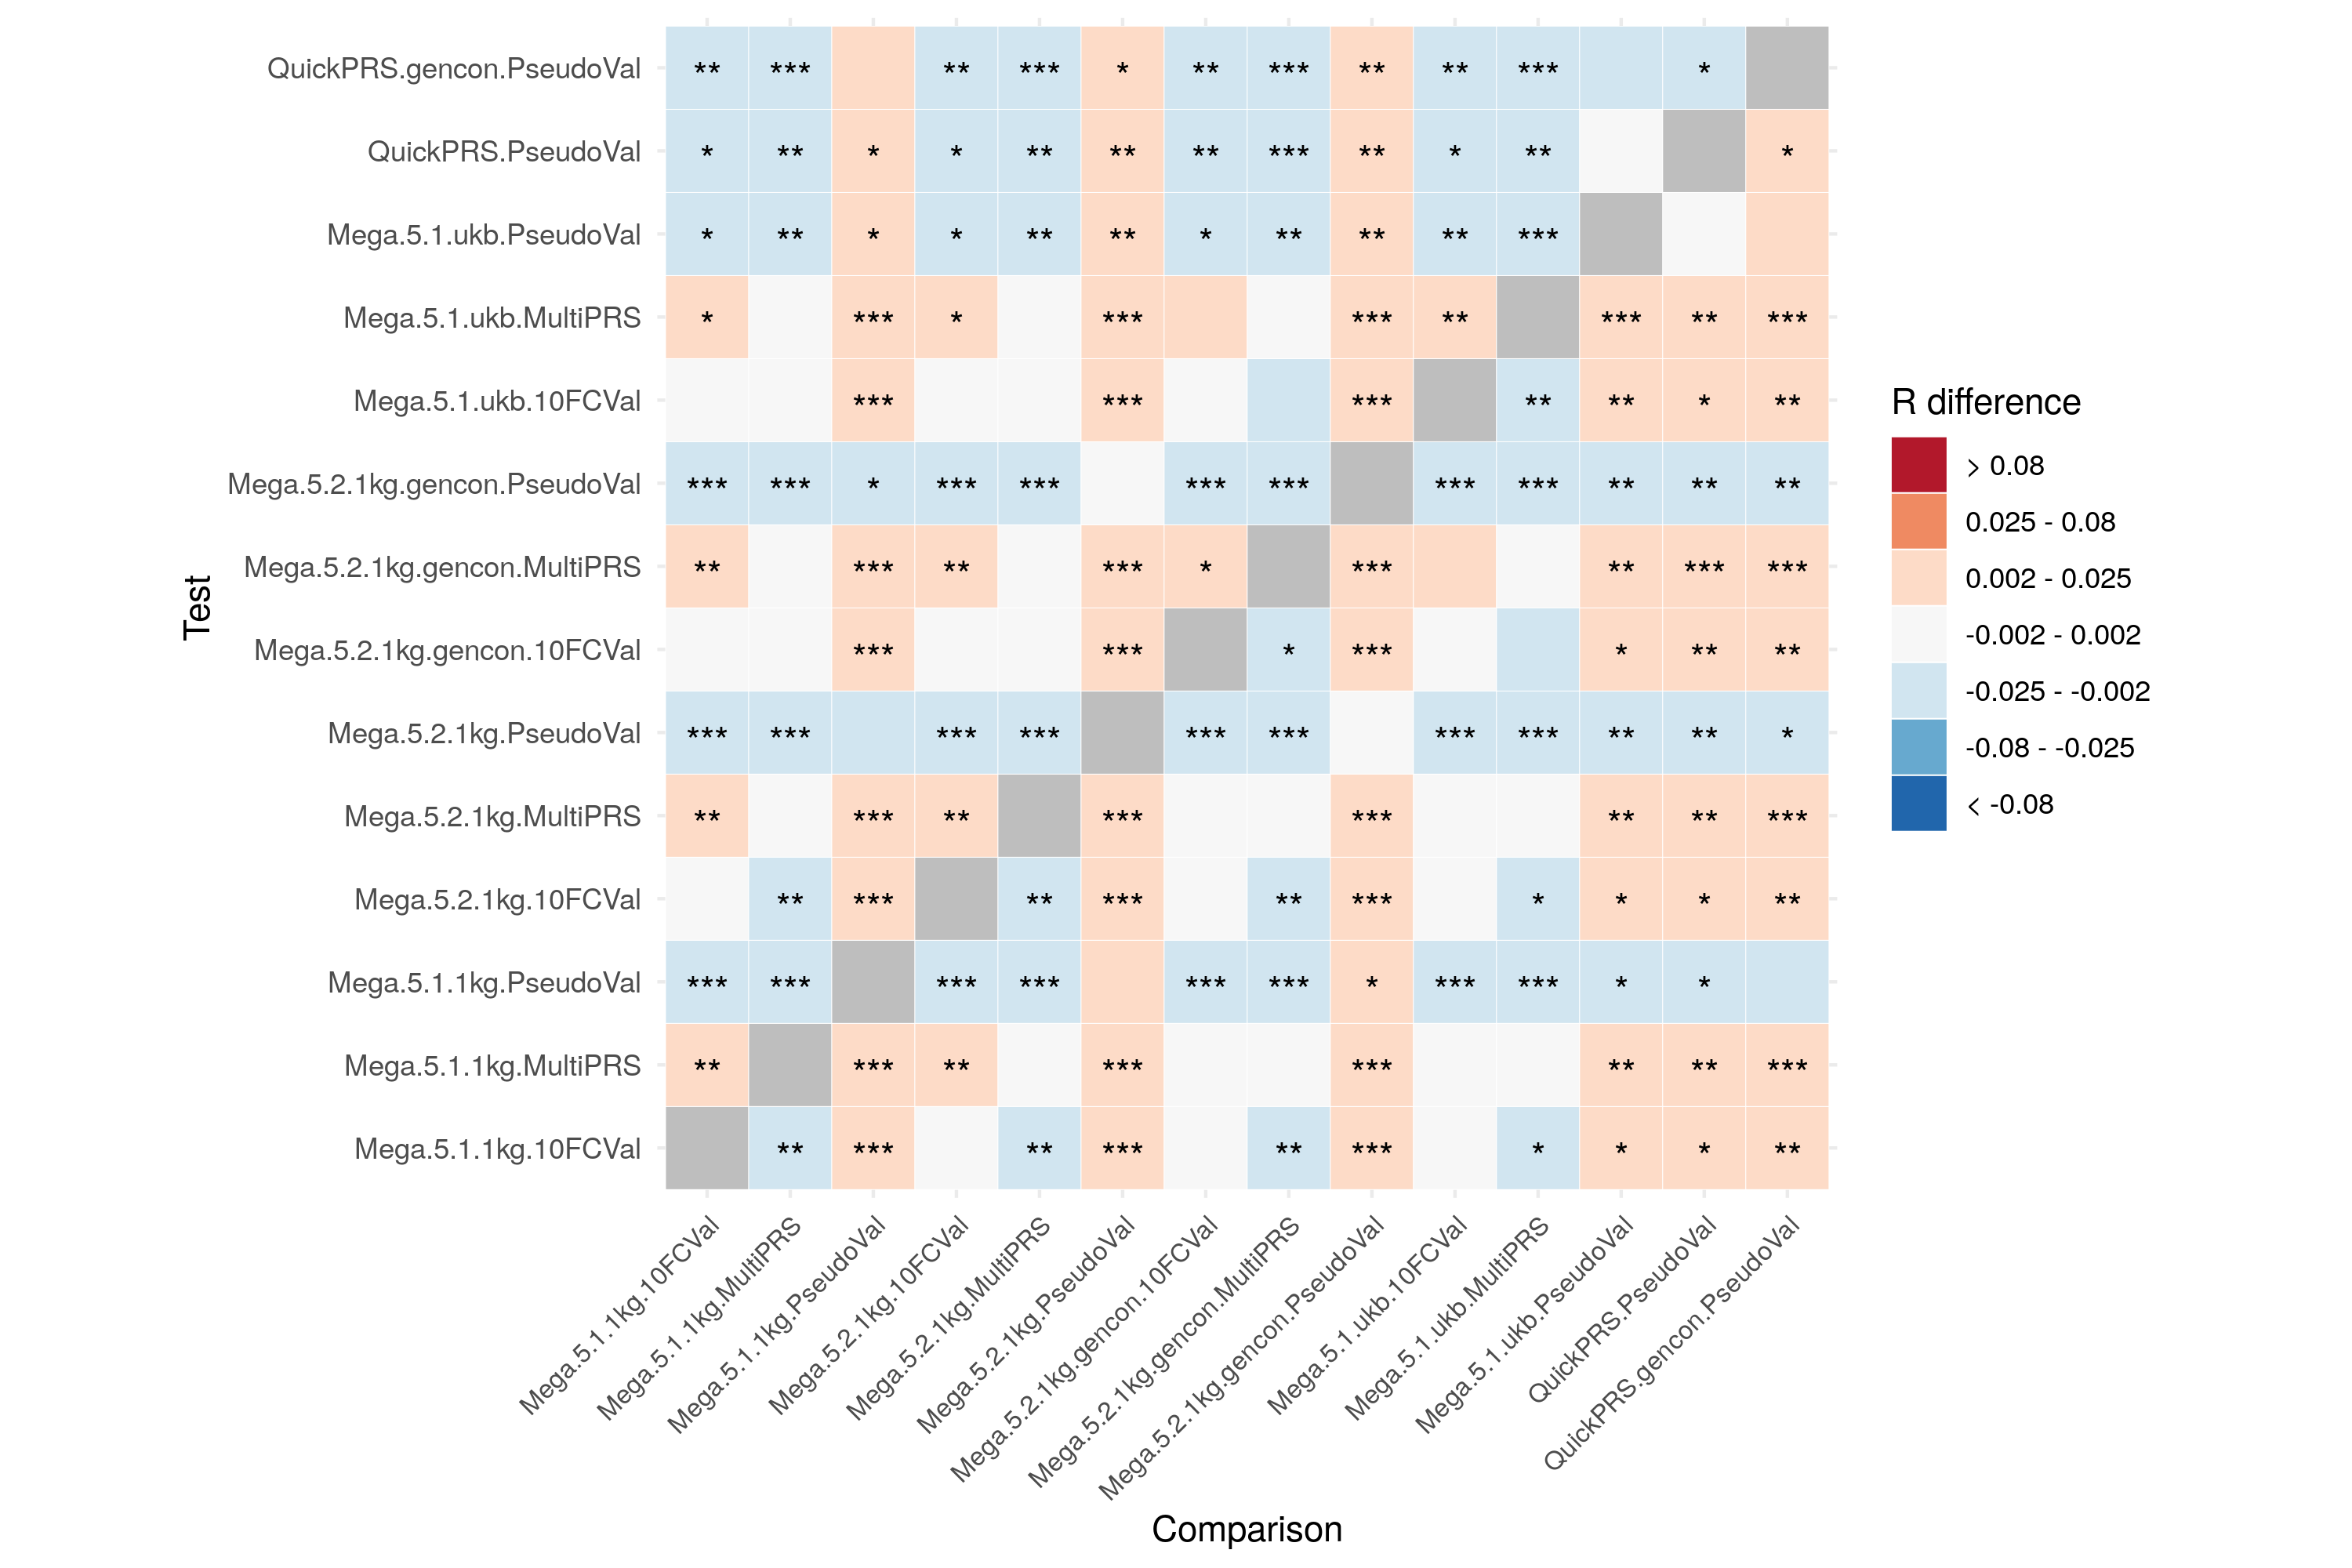 QuickPRS.gencon.PseudoVal ** *** ** *** * ** *** ** ** *** *
QuickPRS.PseudoVal * ** * * ** ** ** *** ** * ** *
Mega.5.1.ukb.PseudoVal * ** * * ** ** * ** ** ** ***
Mega.5.1.ukb.MultiPRS * *** * *** *** ** *** ** ***
Mega.5.1.ukb.10FCVal *** *** *** ** ** * **
Mega.5.2.1kg.gencon.PseudoVal *** *** * *** *** *** *** *** *** ** ** **
Mega.5.2.1kg.gencon.MultiPRS ** *** ** *** * *** ** *** ***
Mega.5.2.1kg.gencon.10FCVal *** *** * *** * ** **
Mega.5.2.1kg.PseudoVal *** *** *** *** *** *** *** *** ** ** *
Mega.5.2.1kg.MultiPRS ** *** ** *** *** ** ** ***
Mega.5.2.1kg.10FCVal ** *** ** *** ** *** * * * **
Mega.5.1.1kg.PseudoVal *** *** *** *** *** *** * *** *** * *
Mega.5.1.1kg.MultiPRS ** *** ** *** *** ** ** ***
Mega.5.1.1kg.10FCVal ** *** ** *** ** *** * * * **
Test
Mega.5.1.1kg.10FCVal
Mega.5.1.1kg.MultiPRS
Mega.5.1.1kg.PseudoVal
Mega.5.2.1kg.10FCVal
Mega.5.2.1kg.MultiPRS
Mega.5.2.1kg.PseudoVal
Mega.5.2.1kg.gencon.10FCVal
Mega.5.2.1kg.gencon.MultiPRS
Mega.5.2.1kg.gencon.PseudoVal
Mega.5.1.ukb.10FCVal
Mega.5.1.ukb.MultiPRS
Mega.5.1.ukb.PseudoVal
QuickPRS.PseudoVal
QuickPRS.gencon.PseudoVal
Comparison
R difference
> 0.08
0.025 - 0.08
0.002 - 0.025
-0.002 - 0.002
-0.025 - -0.002
-0.08 - -0.025
< -0.08